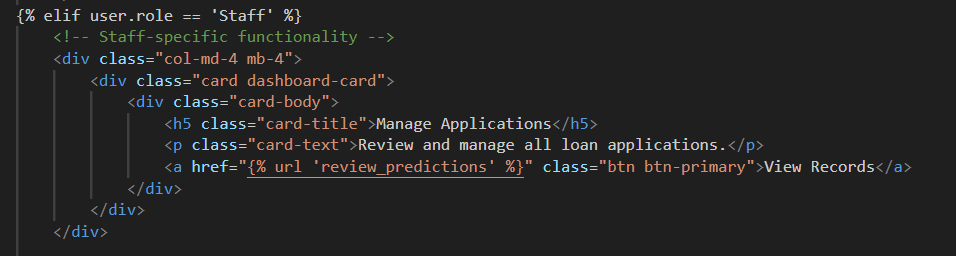 {% elif user.role == 'Staff' %}
<!-- Staff-specific functionality -->
<div class="col-md-4 mb-4">
<div class="card dashboard-card">
<div class="card-body">
<h5 class="card-title">Manage Applications</h5>
<p class="card-text">Review and manage all loan applications.</p>
<a href="{% url 'review_predictions' %}" class="btn btn-primary">View Records</a>
</div>
</div>
</div>